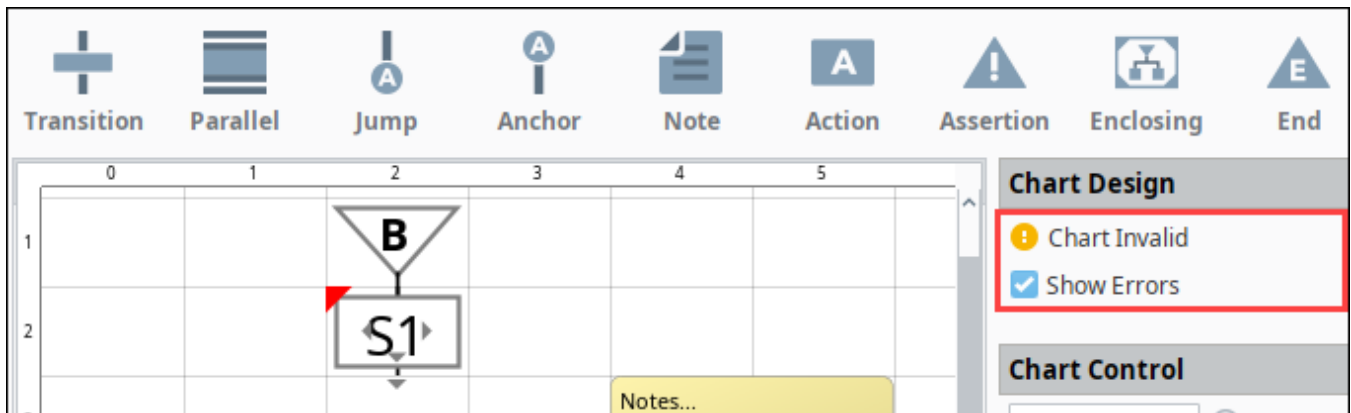 A
A
A
E
Transition Parallel Jump Anchor Note Action Assertion Enclosing End
0 1 2 3 4 5
Chart Design
1
B
Chart Invalid
Show Errors
2
S1
Chart Control
Notes...